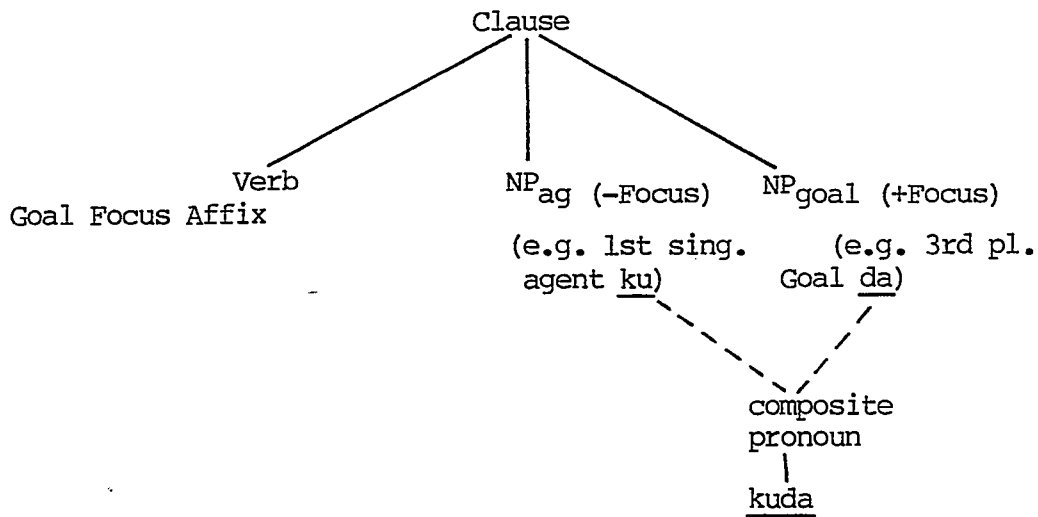 Clause
Verb NPag (-Focus) NPgoal (+Focus)
Goal Focus Affix
(e.g. 1st sing. (e.g. 3rd pl.
agent ku) Goal da)
composite
pronoun
kuda